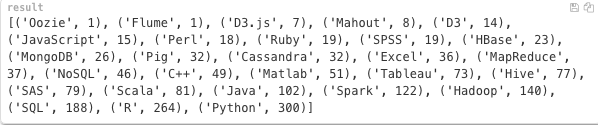 result
[('Oozie', 1), ('Flume', 1), ('D3.js', 7), ('Mahout', 8), ('D3', 14),
('JavaScript', 15), ('Perl', 18), ('Ruby', 19), ('SPSS', 19), ('HBase', 23),
('MongoDB', 26), ('Pig', 32), ('Cassandra', 32), ('Excel', 36), ('MapReduce',
37), ('NoSQL', 46), ('C++', 49), ('Matlab', 51), ('Tableau', 73), ('Hive', 77),
('SAS', 79), ('Scala', 81), ('Java', 102), ('Spark', 122), ('Hadoop', 140),
('SQL', 188), ('R', 264), ('Python', 300)]